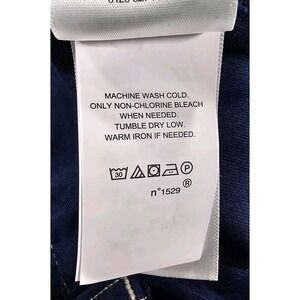 MACHINE WASH COLD.
ONLY NON-CHLORINE BLEACH
WHEN NEEDED.
TUMBLE DRY LOW.
WARM IRON IF NEEDED.
30 P
®
n°1529